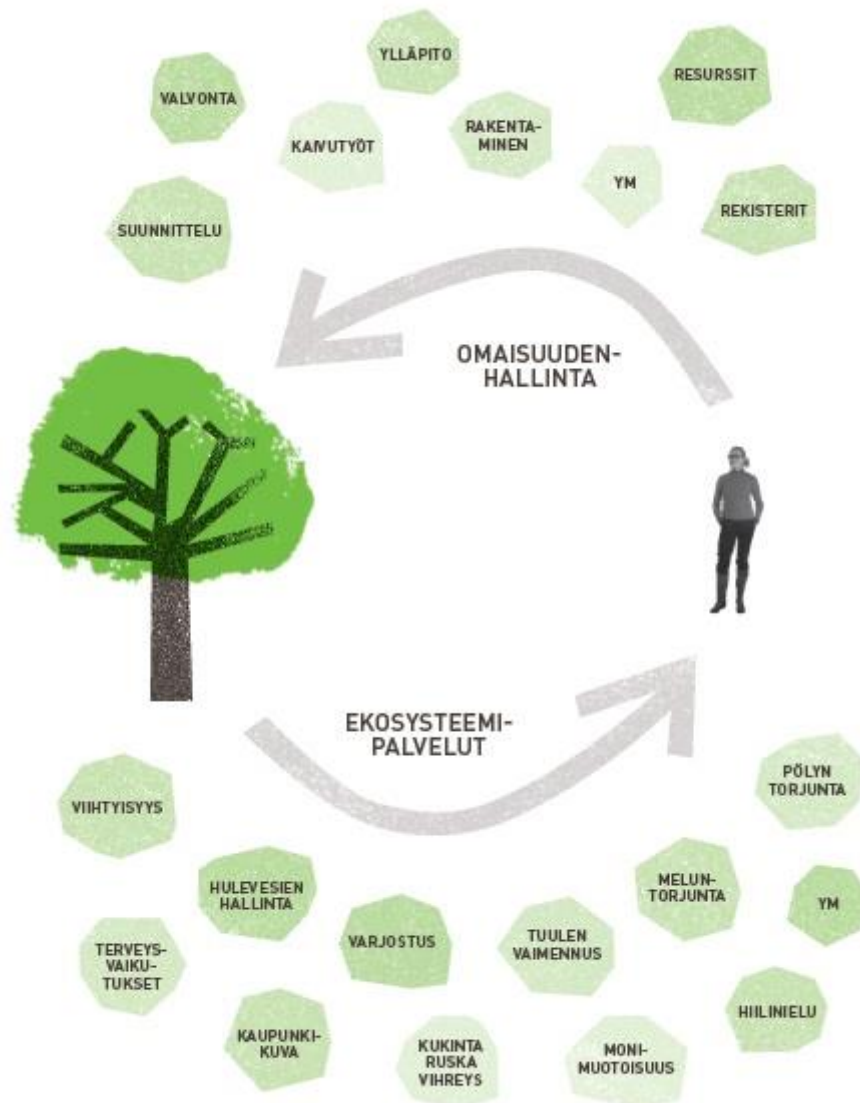 YLLÄPITO
RESURSSIT
VALVONTA
KAIVUTYÖT
RAKENTA-
MINEN
YM
REKISTERIT
SUUNNITTELU
OMAISUUDEN-
HALLINTA
EKOSYSTEEMI-
PALVELUT
PÖLYN
TORJUNTA
VIIHTYISYYS
HULEVESIEN
HALLINTA
MELUN-
TORJUNTA
YM
VARJOSTUS
TUULEN
VAIMENNUS
TERVEYS-
VAIKU-
TUKSET
HIILINIELU
KAUPUNKI-
KUVA
KUKINTA
RUSKA
VIHREYS
MONI-
MUOTOISUUS